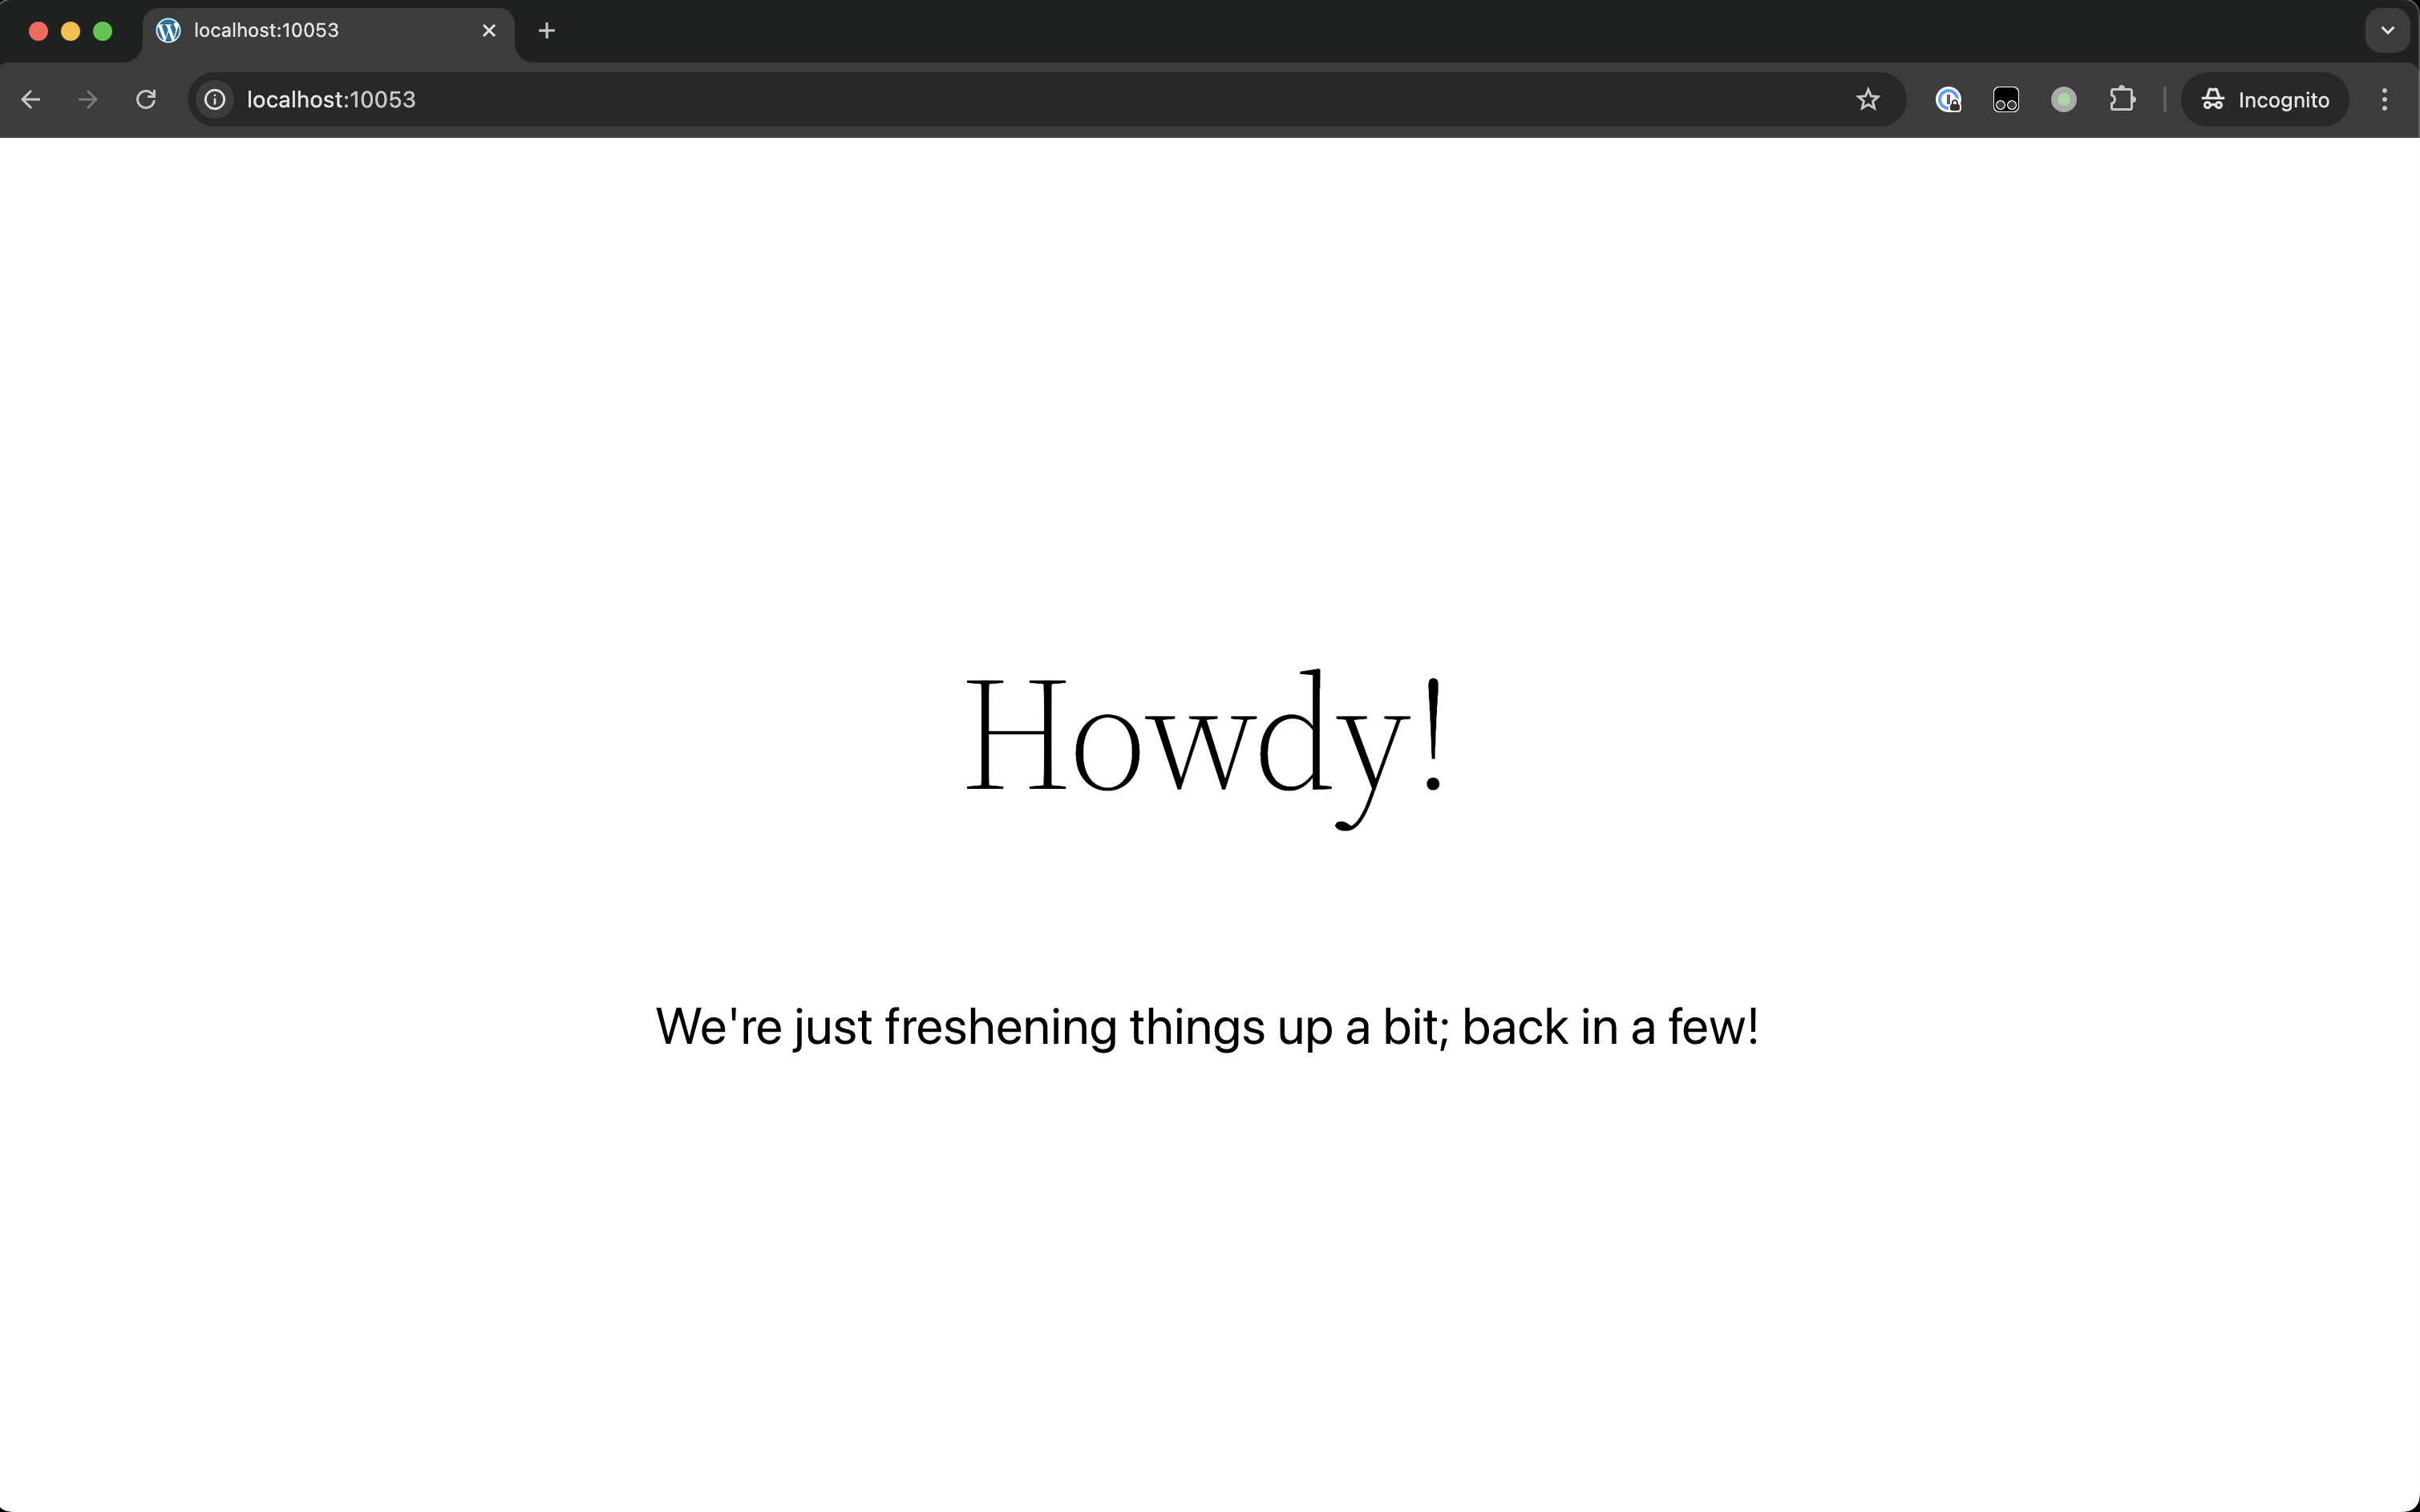 localhost:10053
localhost:10053
Incognito
Howdy!
We're just freshening things up a bit; back in a few!